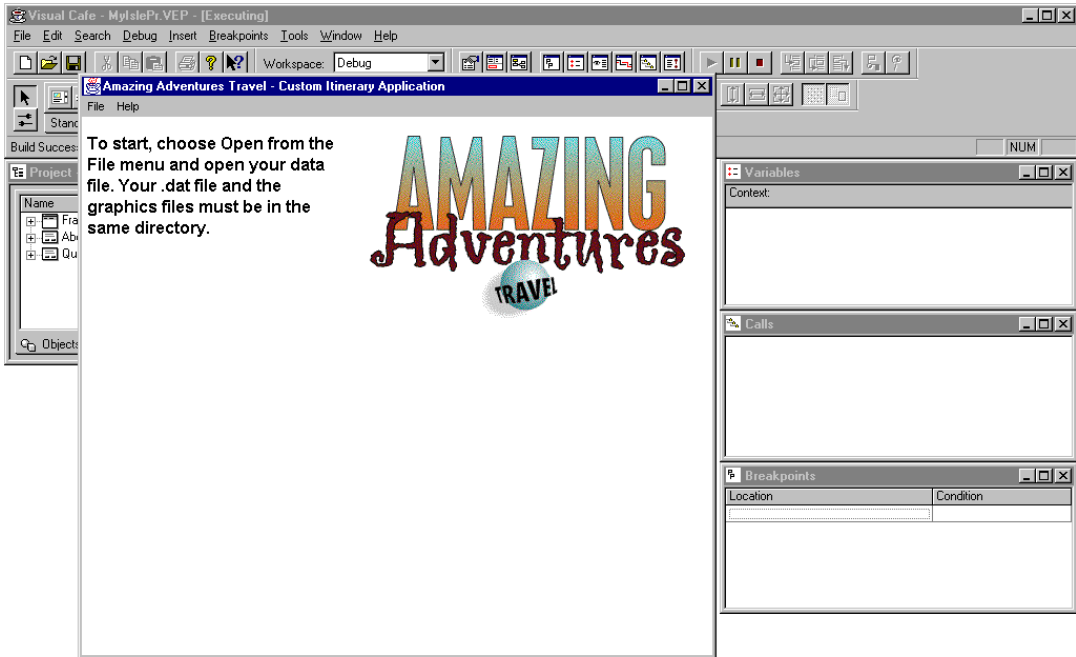 Visual Cafe - MyIslePr.VEP - [Executing]
File Edit Search Debug Insert Breakpoints Tools Window Help
Workspace: Debug
Amazing Adventures Travel - Custom Itinerary Application
File Help
Stand
Build Succes
NUM
To start, choose Open from the
File menu and open your data
file. Your .dat file and the
graphics files must be in the
same directory.
AMAZING
Adventures
TRAVEL
Project
Name
Fra
Abo
Qu
Objects
Variables
Context:
Calls
Breakpoints
Location Condition